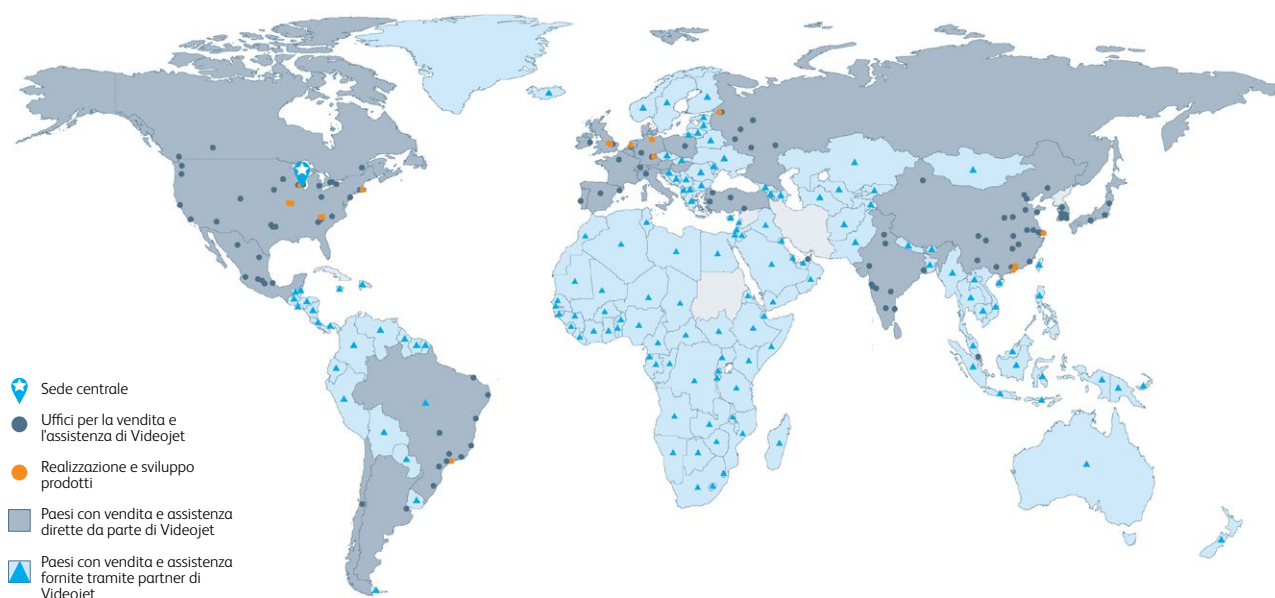 Sede centrale
Uffici per la vendita e
l'assistenza di Videojet
Realizzazione e sviluppo
prodotti
Paesi con vendita e assistenza
dirette da parte di Videojet
Paesi con vendita e assistenza
fornite tramite partner di
Videojet